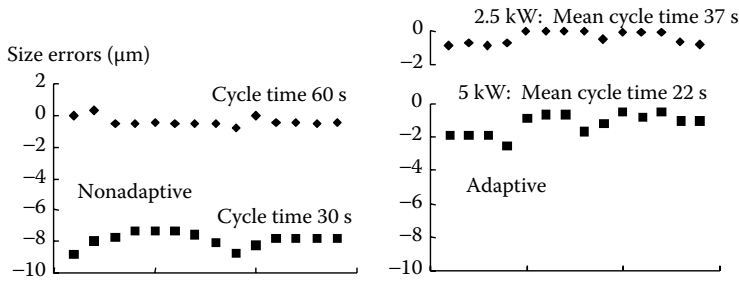 Size errors (µm)
2
0
−2
−4
−6
−8
−10
Cycle time 60 s
Nonadaptive
Cycle time 30 s
2.5 kW: Mean cycle time 37 s
0
−2
5 kW: Mean cycle time 22 s
0
−2
−4
−6
−8
−10
Adaptive